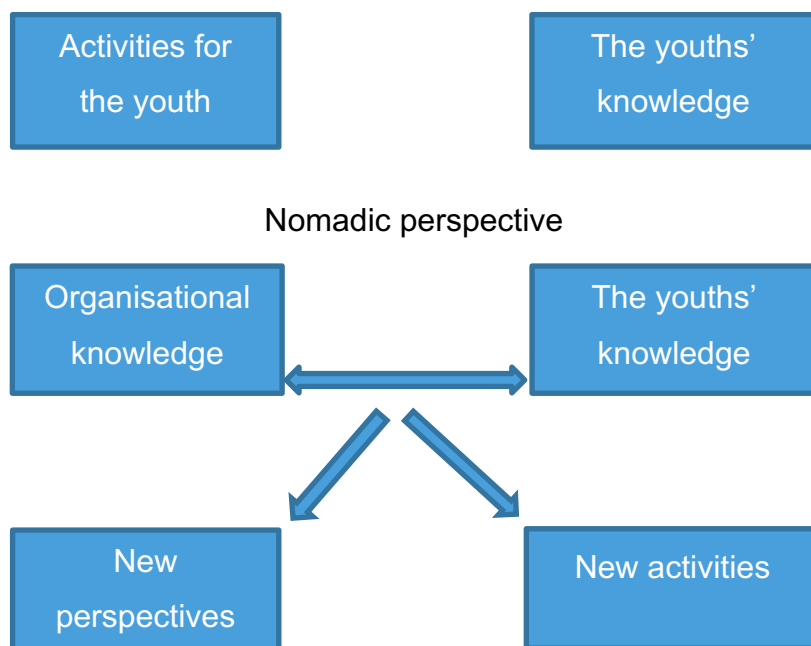 Activities for
the youth
The youths’
knowledge
Nomadic perspective
Organisational
knowledge
The youths’
knowledge
New
perspectives
New activities